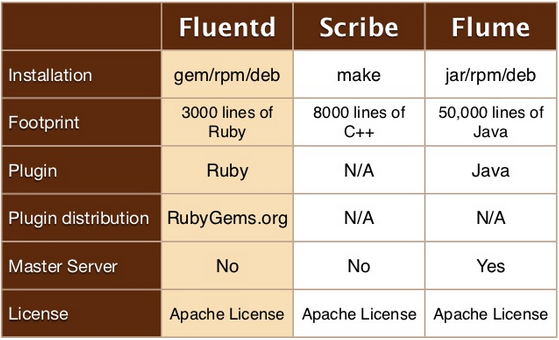 Fluentd Scribe Flume
Installation gem/rpm/deb make jar/rpm/deb
Footprint 3000 lines of Ruby 8000 lines of C++ 50,000 lines of Java
Plugin Ruby N/A Java
Plugin distribution RubyGems.org N/A N/A
Master Server No No Yes
License Apache License Apache License Apache License